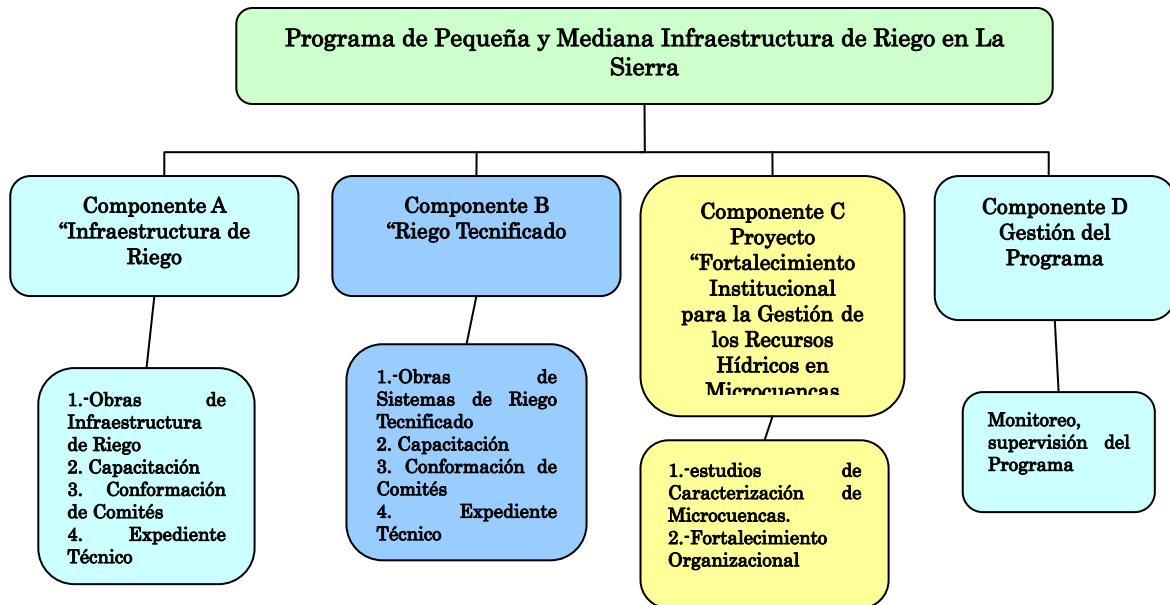 Programa de Pequeña y Mediana Infraestructura de Riego en La
Sierra
Componente A
“Infraestructura de
Riego
Componente B
“Riego Tecnificado
Componente C
Proyecto
“Fortalecimiento
Institucional
para la Gestión de
los Recursos
Hídricos en
Microcuencas
Componente D
Gestión del
Programa
1.-Obras de
Infraestructura
de Riego
2. Capacitación
3. Conformación
de Comités
4. Expediente
Técnico
1.-Obras de
Sistemas de Riego
Tecnificado
2. Capacitación
3. Conformación de
Comités
4. Expediente
Técnico
1.-estudios de
Caracterización de
Microcuencas.
2.-Fortalecimiento
Organizacional
Monitoreo,
supervisión del
Programa